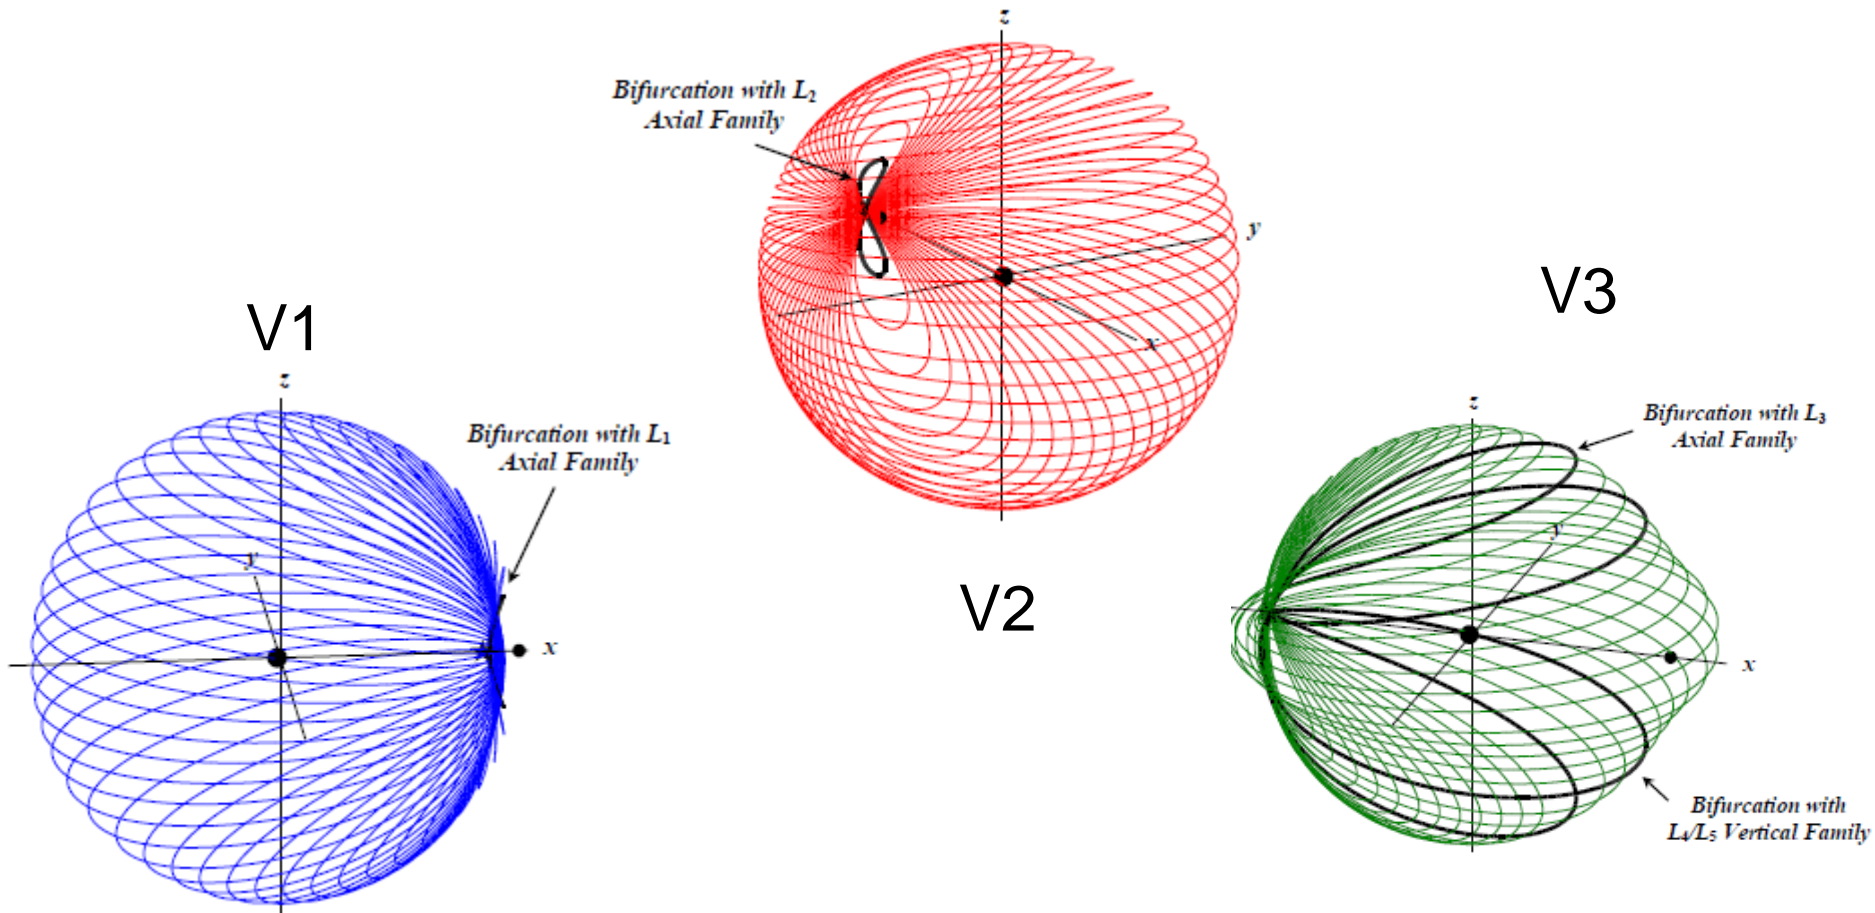 V1
z
Bifurcation with L₁
Axial Family
y
x
z
Bifurcation with L₂
Axial Family
y
x
V2
V3
z
Bifurcation with L₃
Axial Family
y
x
Bifurcation with
L₄/L₅ Vertical Family